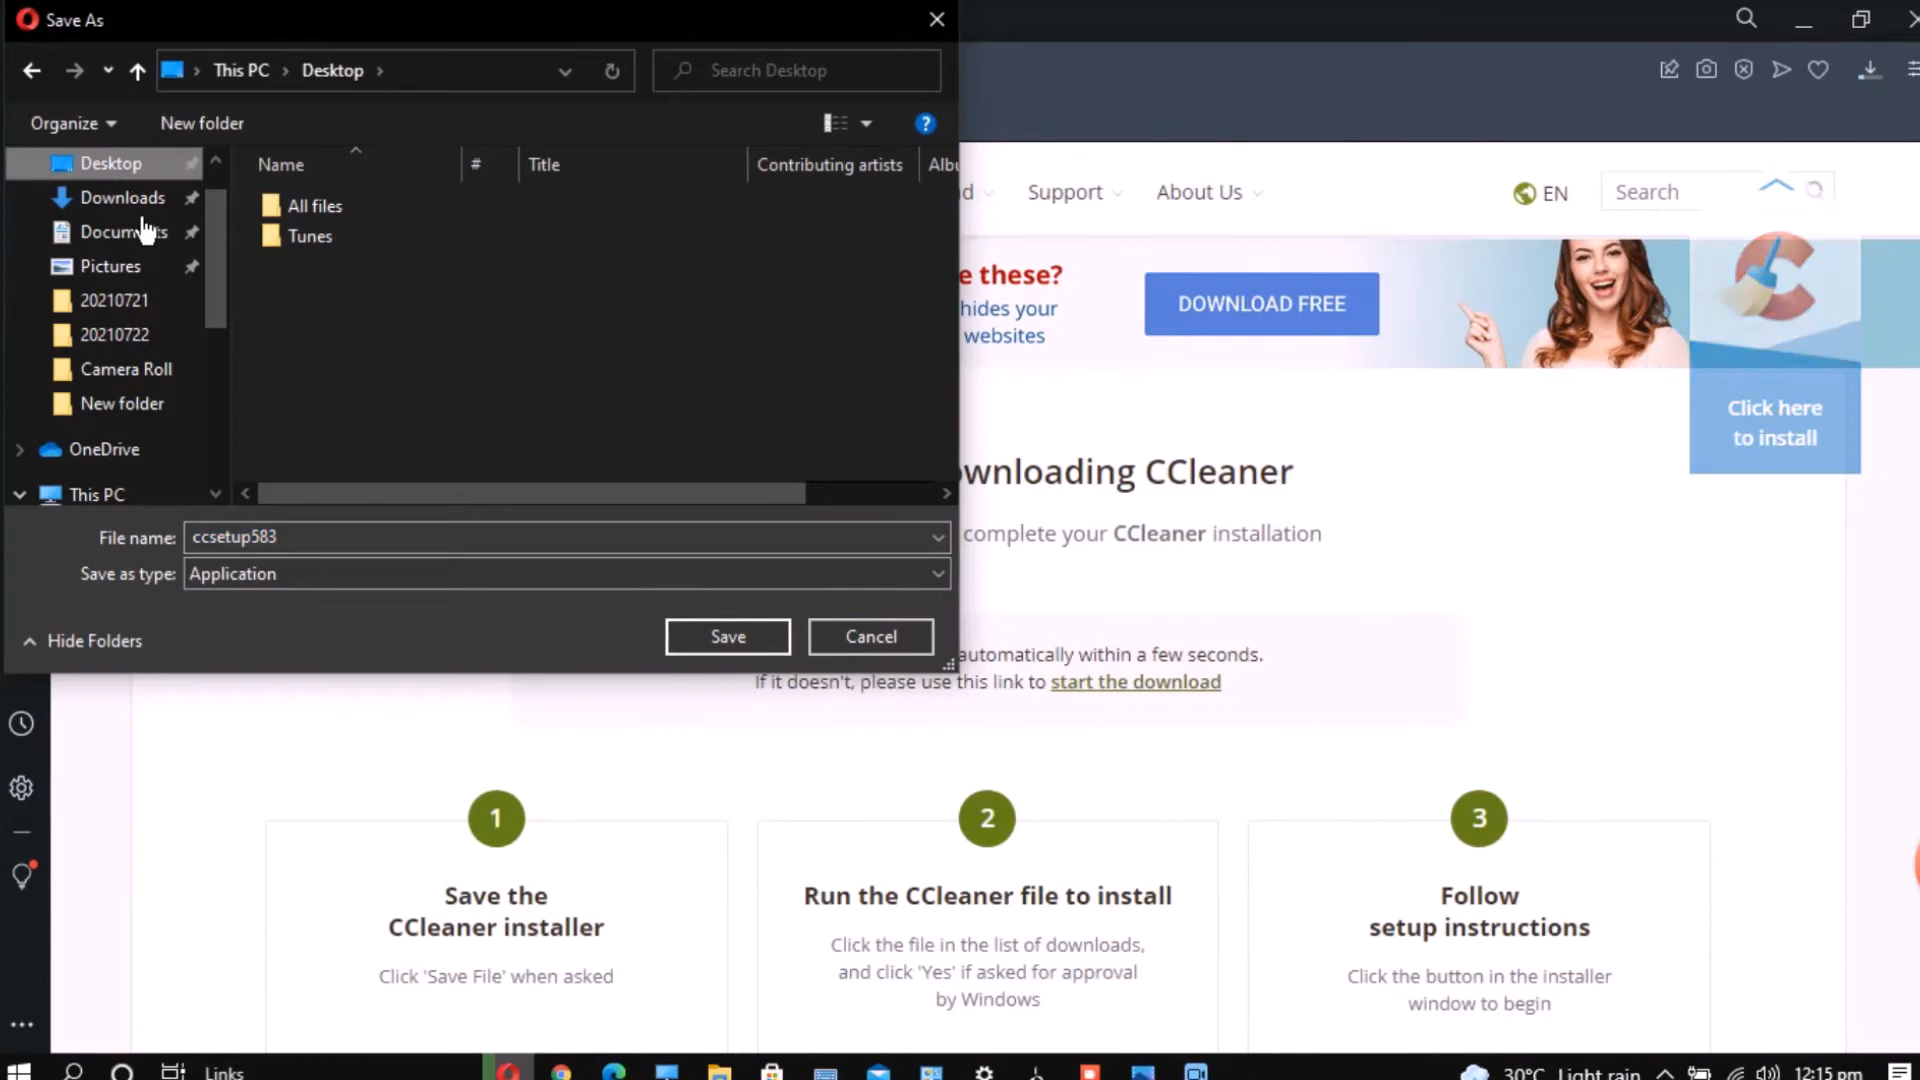 Save As
This PC
Desktop
Search Desktop
Organize
New folder
?
Desktop
Downloads
Documents
Pictures
20210721
20210722
Camera Roll
New folder
OneDrive
This PC
Name
#
Title
Contributing artists
Albu
All files
Tunes
File name:
ccsetup583
Save as type:
Application
Hide Folders
Save
Cancel
d
Support
About Us
EN
Search
e these?
hides your
websites
DOWNLOAD FREE
Click here
to install
wnloading CCleaner
complete your CCleaner installation
automatically within a few seconds.
If it doesn't, please use this link to start the download
1
Save the
CCleaner installer
Click 'Save File' when asked
2
Run the CCleaner file to install
Click the file in the list of downloads,
and click 'Yes' if asked for approval
by Windows
3
Follow
setup instructions
Click the button in the installer
window to begin
Links
30°C Light rain
12:15 pm